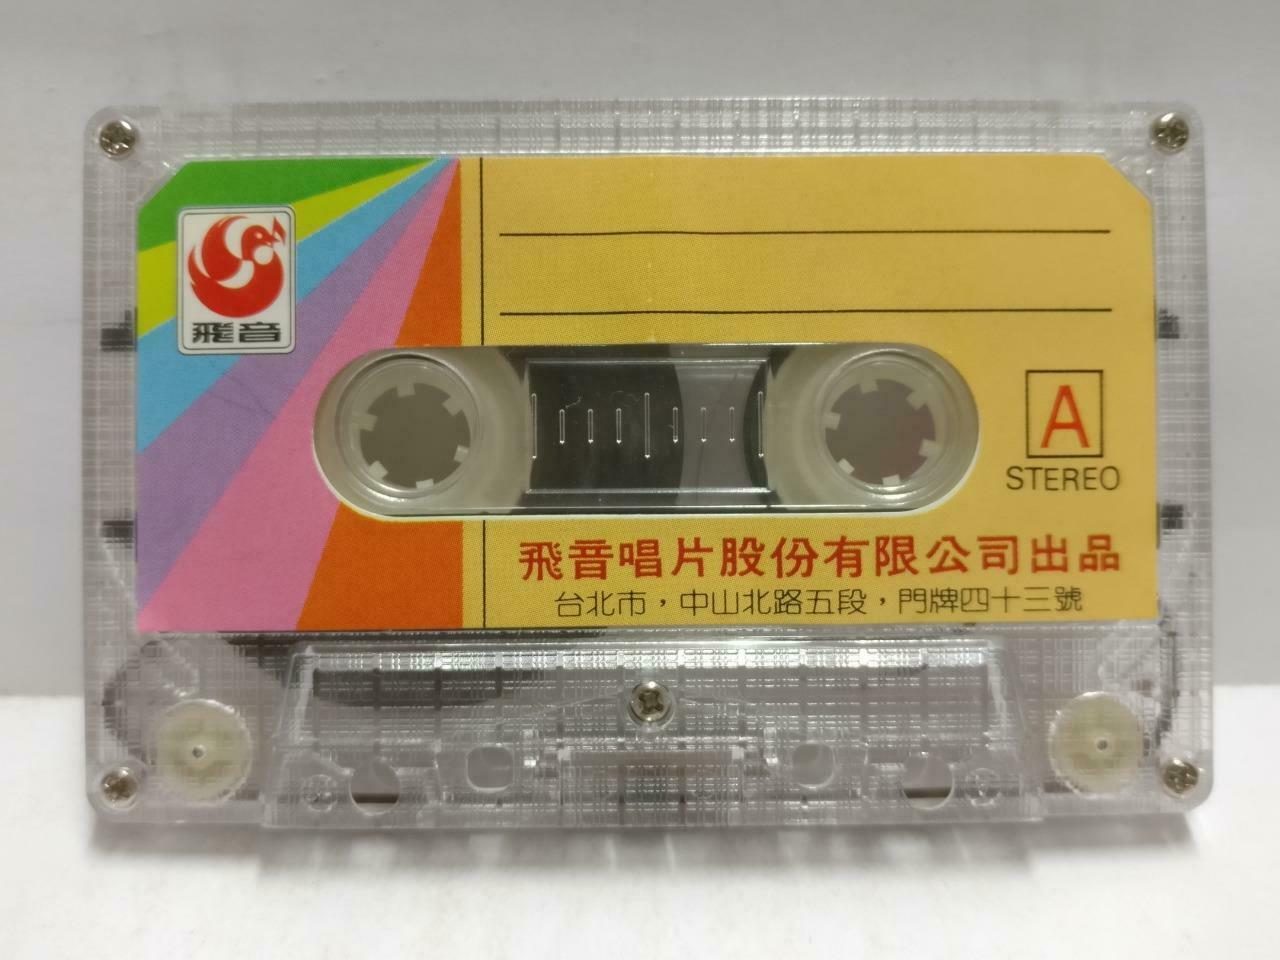 飛音
A
STEREO
飛音唱片股份有限公司出品
台北市，中山北路五段，門牌四十三號